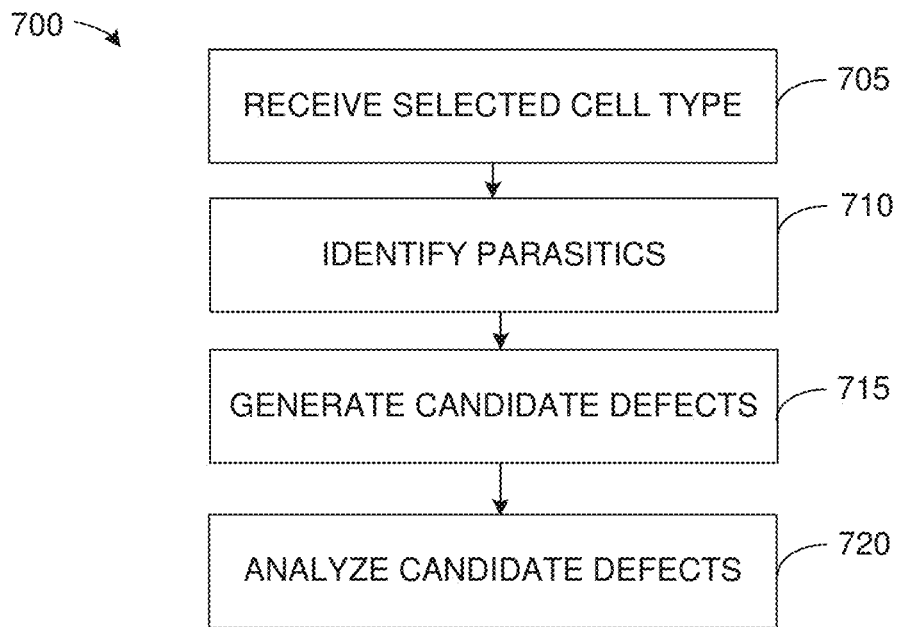 700
RECEIVE SELECTED CELL TYPE
705
IDENTIFY PARASITICS
710
GENERATE CANDIDATE DEFECTS
715
ANALYZE CANDIDATE DEFECTS
720